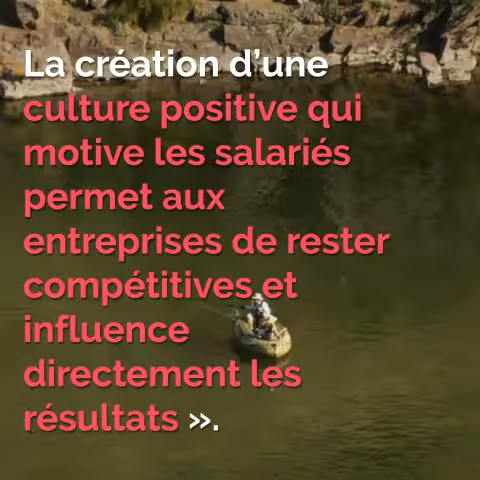 La création d’une
culture positive qui
motive les salariés
permet aux
entreprises de rester
compétitives et
influence
directement les
résultats ».